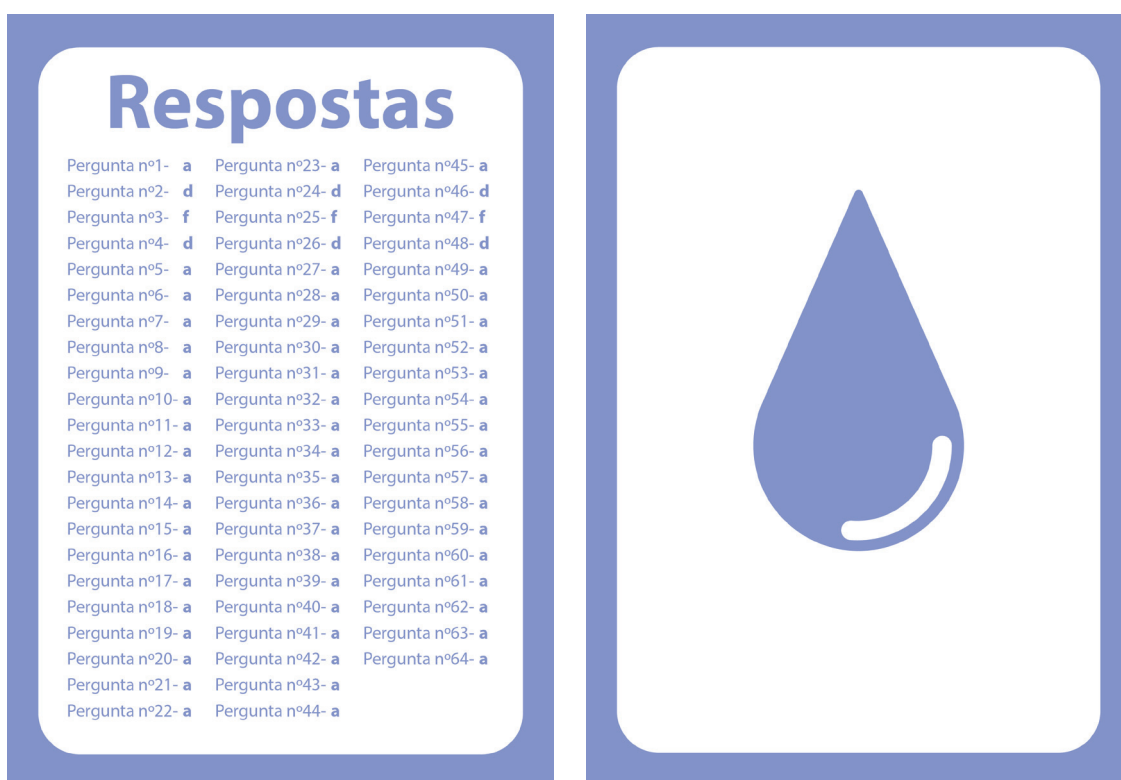 Respostas
Pergunta nº1- a
Pergunta nº2- d
Pergunta nº3- f
Pergunta nº4- d
Pergunta nº5- a
Pergunta nº6- a
Pergunta nº7- a
Pergunta nº8- a
Pergunta nº9- a
Pergunta nº10- a
Pergunta nº11- a
Pergunta nº12- a
Pergunta nº13- a
Pergunta nº14- a
Pergunta nº15- a
Pergunta nº16- a
Pergunta nº17- a
Pergunta nº18- a
Pergunta nº19- a
Pergunta nº20- a
Pergunta nº21- a
Pergunta nº22- a
Pergunta nº23- a
Pergunta nº24- d
Pergunta nº25- f
Pergunta nº26- d
Pergunta nº27- a
Pergunta nº28- a
Pergunta nº29- a
Pergunta nº30- a
Pergunta nº31- a
Pergunta nº32- a
Pergunta nº33- a
Pergunta nº34- a
Pergunta nº35- a
Pergunta nº36- a
Pergunta nº37- a
Pergunta nº38- a
Pergunta nº39- a
Pergunta nº40- a
Pergunta nº41- a
Pergunta nº42- a
Pergunta nº43- a
Pergunta nº44- a
Pergunta nº45- a
Pergunta nº46- d
Pergunta nº47- f
Pergunta nº48- d
Pergunta nº49- a
Pergunta nº50- a
Pergunta nº51- a
Pergunta nº52- a
Pergunta nº53- a
Pergunta nº54- a
Pergunta nº55- a
Pergunta nº56- a
Pergunta nº57- a
Pergunta nº58- a
Pergunta nº59- a
Pergunta nº60- a
Pergunta nº61- a
Pergunta nº62- a
Pergunta nº63- a
Pergunta nº64- a